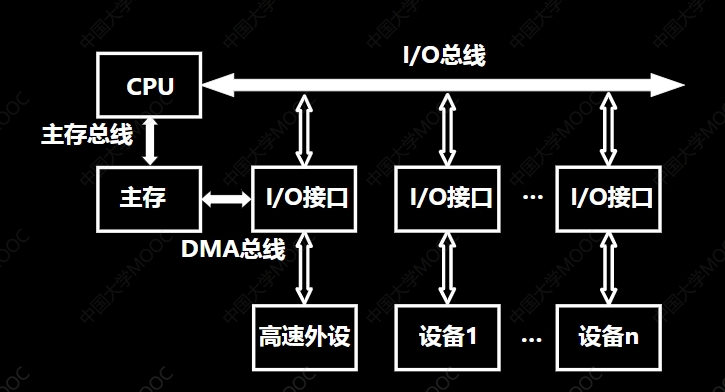 I/O总线
CPU
主存总线
主存
I/O接口
I/O接口
...
I/O接口
DMA总线
高速外设
设备1
...
设备n
中国大学MOOC